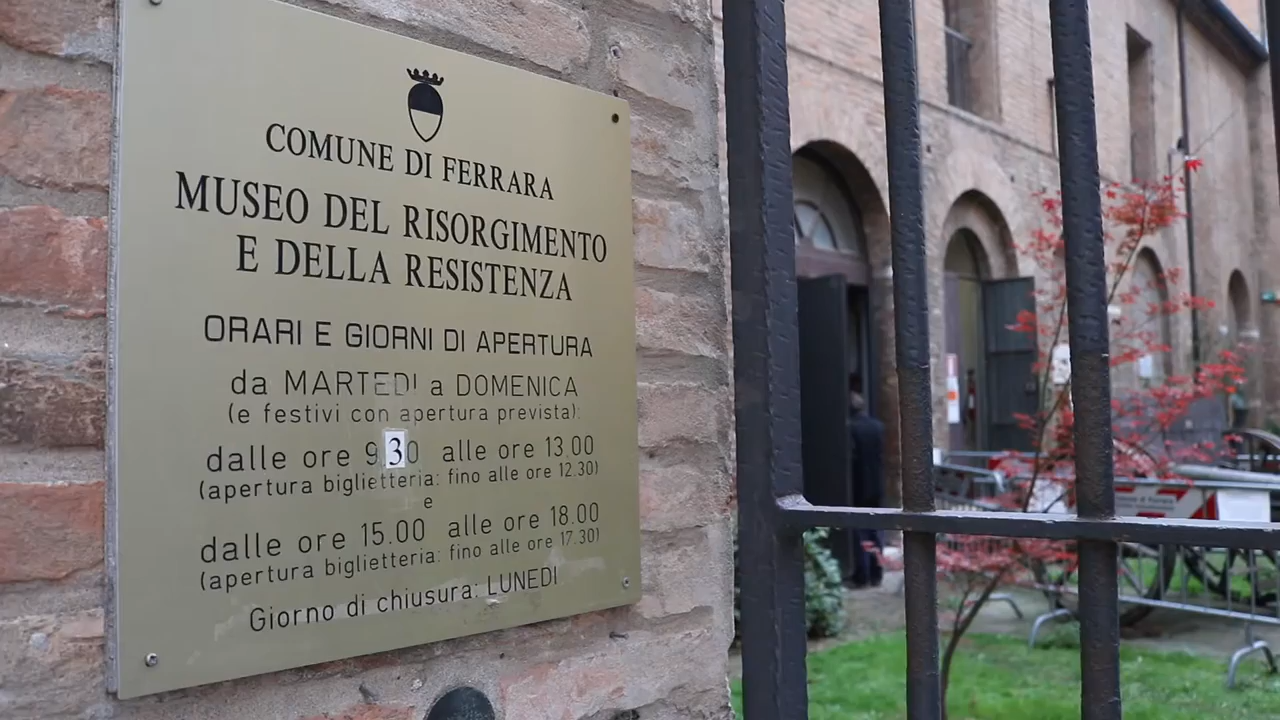 COMUNE DI FERRARA
MUSEO DEL RISORGIMENTO
E DELLA RESISTENZA
ORARI E GIORNI DI APERTURA
da MARTEDI a DOMENICA
(e festivi con apertura prevista):
dalle ore 9.30 alle ore 13.00
(apertura biglietteria: fino alle ore 12.30)
e
dalle ore 15.00 alle ore 18.00
(apertura biglietteria: fino alle ore 17.30)
Giorno di chiusura: LUNEDI